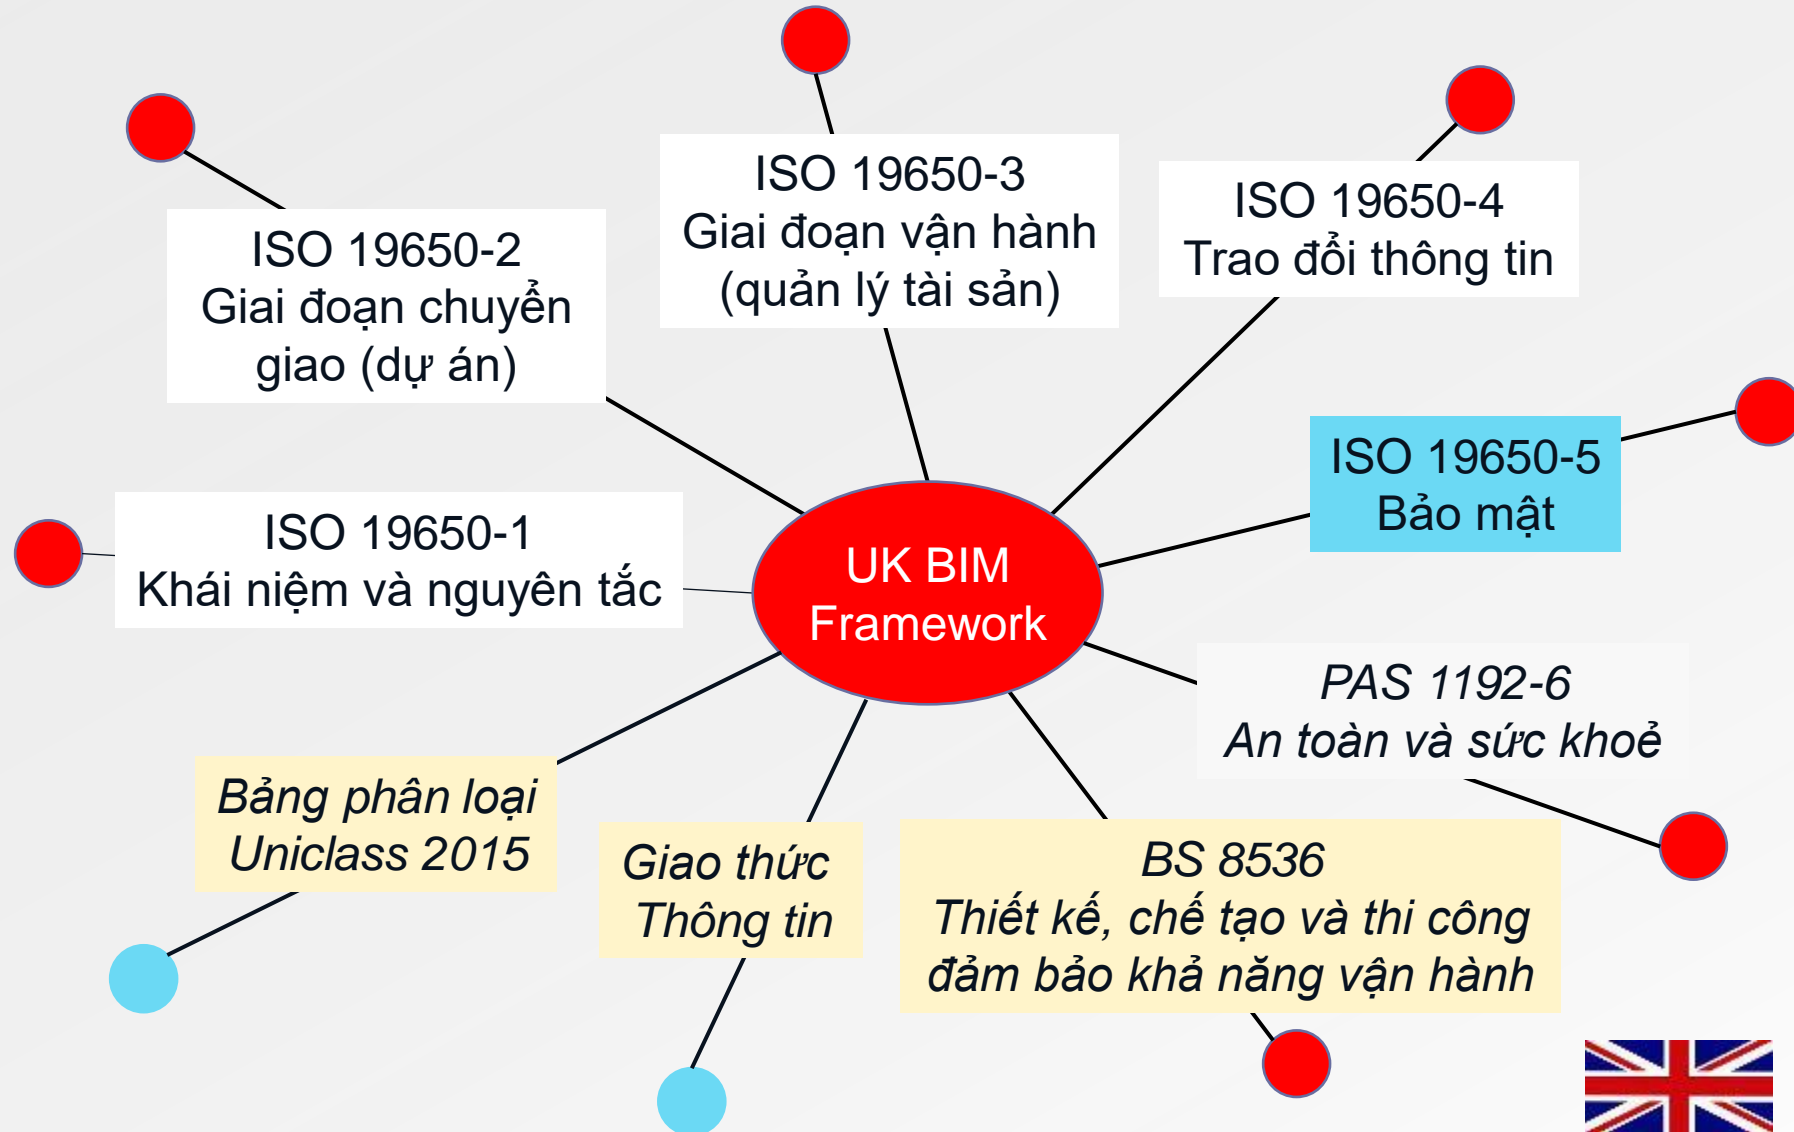 ISO 19650-3
Giai đoạn vận hành
(quản lý tài sản)
ISO 19650-4
Trao đổi thông tin
ISO 19650-2
Giai đoạn chuyển
giao (dự án)
ISO 19650-5
Bảo mật
ISO 19650-1
Khái niệm và nguyên tắc
UK BIM
Framework
PAS 1192-6
An toàn và sức khoẻ
Bảng phân loại
Uniclass 2015
Giao thức
Thông tin
BS 8536
Thiết kế, chế tạo và thi công
đảm bảo khả năng vận hành